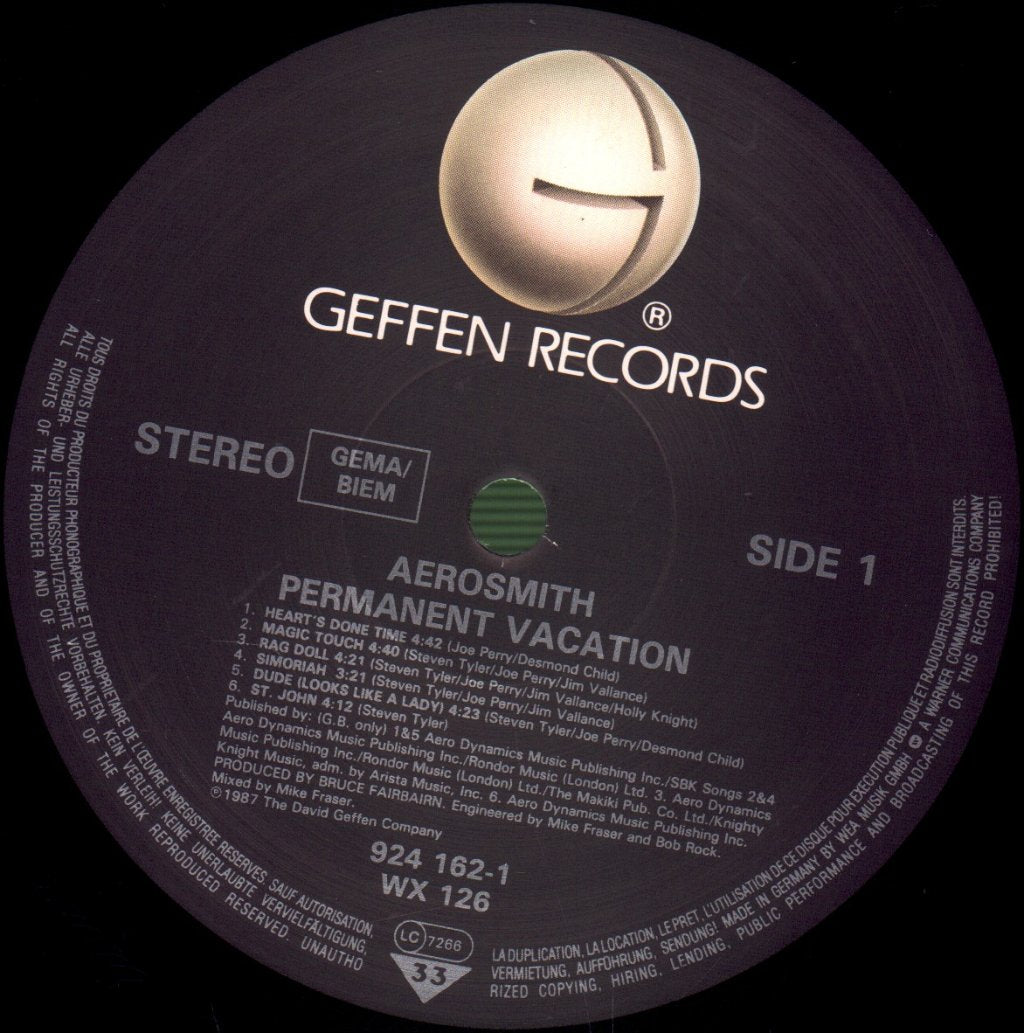 GEFFEN RECORDS ®
STEREO
GEMA/
BIEM
SIDE 1
AEROSMITH
PERMANENT VACATION
1. HEART'S DONE TIME 4:42 (Joe Perry/Desmond Child)
2. MAGIC TOUCH 4:40 (Steven Tyler/Joe Perry/Jim Vallance)
3. RAG DOLL 4:21 (Steven Tyler/Joe Perry/Jim Vallance/Holly Knight)
4. SIMORIAH 3:21 (Steven Tyler/Joe Perry/Jim Vallance)
5. DUDE (LOOKS LIKE A LADY) 4:23 (Steven Tyler/Joe Perry/Desmond Child)
6. ST. JOHN 4:12 (Steven Tyler)
Published by: (G.B. only) 1&5 Aero Dynamics Music Publishing Inc./SBK Songs 2&4
Aero Dynamics Music Publishing Inc./Rondor Music (London) Ltd. 3. Aero Dynamics
Music Publishing Inc./Rondor Music (London) Ltd./The Makiki Pub. Co. Ltd./Knighty
Knight Music, adm. by Arista Music, Inc. 6. Aero Dynamics Music Publishing Inc.
PRODUCED BY BRUCE FAIRBAIRN. Engineered by Mike Fraser and Bob Rock.
Mixed by Mike Fraser.
℗1987 The David Geffen Company
924 162-1
WX 126
LC 7266
33
TOUS DROITS DU PRODUCTEUR PHONOGRAPHIQUE ET DU PROPRIETAIRE DE L'ŒUVRE ENREGISTREE RESERVES. SAUF AUTORISATION, LA DUPLICATION, LA LOCATION, LE PRET, L'UTILISATION DE CE DISQUE POUR EXECUTION PUBLIQUE ET RADIODIFFUSION SONT INTERDITS.
ALLE URHEBER- UND LEISTUNGSSCHUTZRECHTE VORBEHALTEN. KEIN VERLEIH! KEINE UNERLAUBTE VERVIELFÄLTIGUNG, VERMIETUNG, AUFFÜHRUNG, SENDUNG! MADE IN GERMANY BY WEA MUSIK GMBH A WARNER COMMUNICATIONS COMPANY
ALL RIGHTS OF THE PRODUCER AND OF THE OWNER OF THE WORK REPRODUCED RESERVED. UNAUTHORIZED COPYING, HIRING, LENDING, PUBLIC PERFORMANCE AND BROADCASTING OF THIS RECORD PROHIBITED!